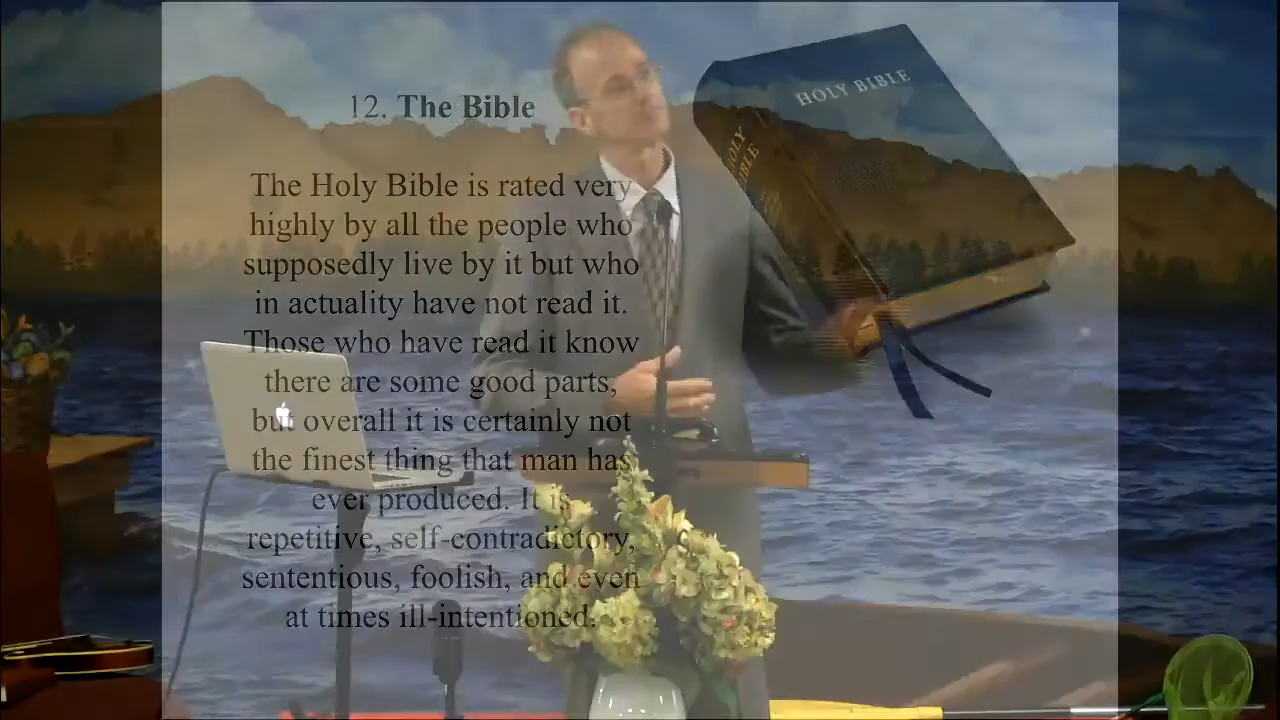 12. The Bible
The Holy Bible is rated very
highly by all the people who
supposedly live by it but who
in actuality have not read it.
Those who have read it know
there are some good parts,
but overall it is certainly not
the finest thing that man has
ever produced. It is
repetitive, self-contradictory,
sententious, foolish, and even
at times ill-intentioned.
HOLY BIBLE
HOLY
BIBLE